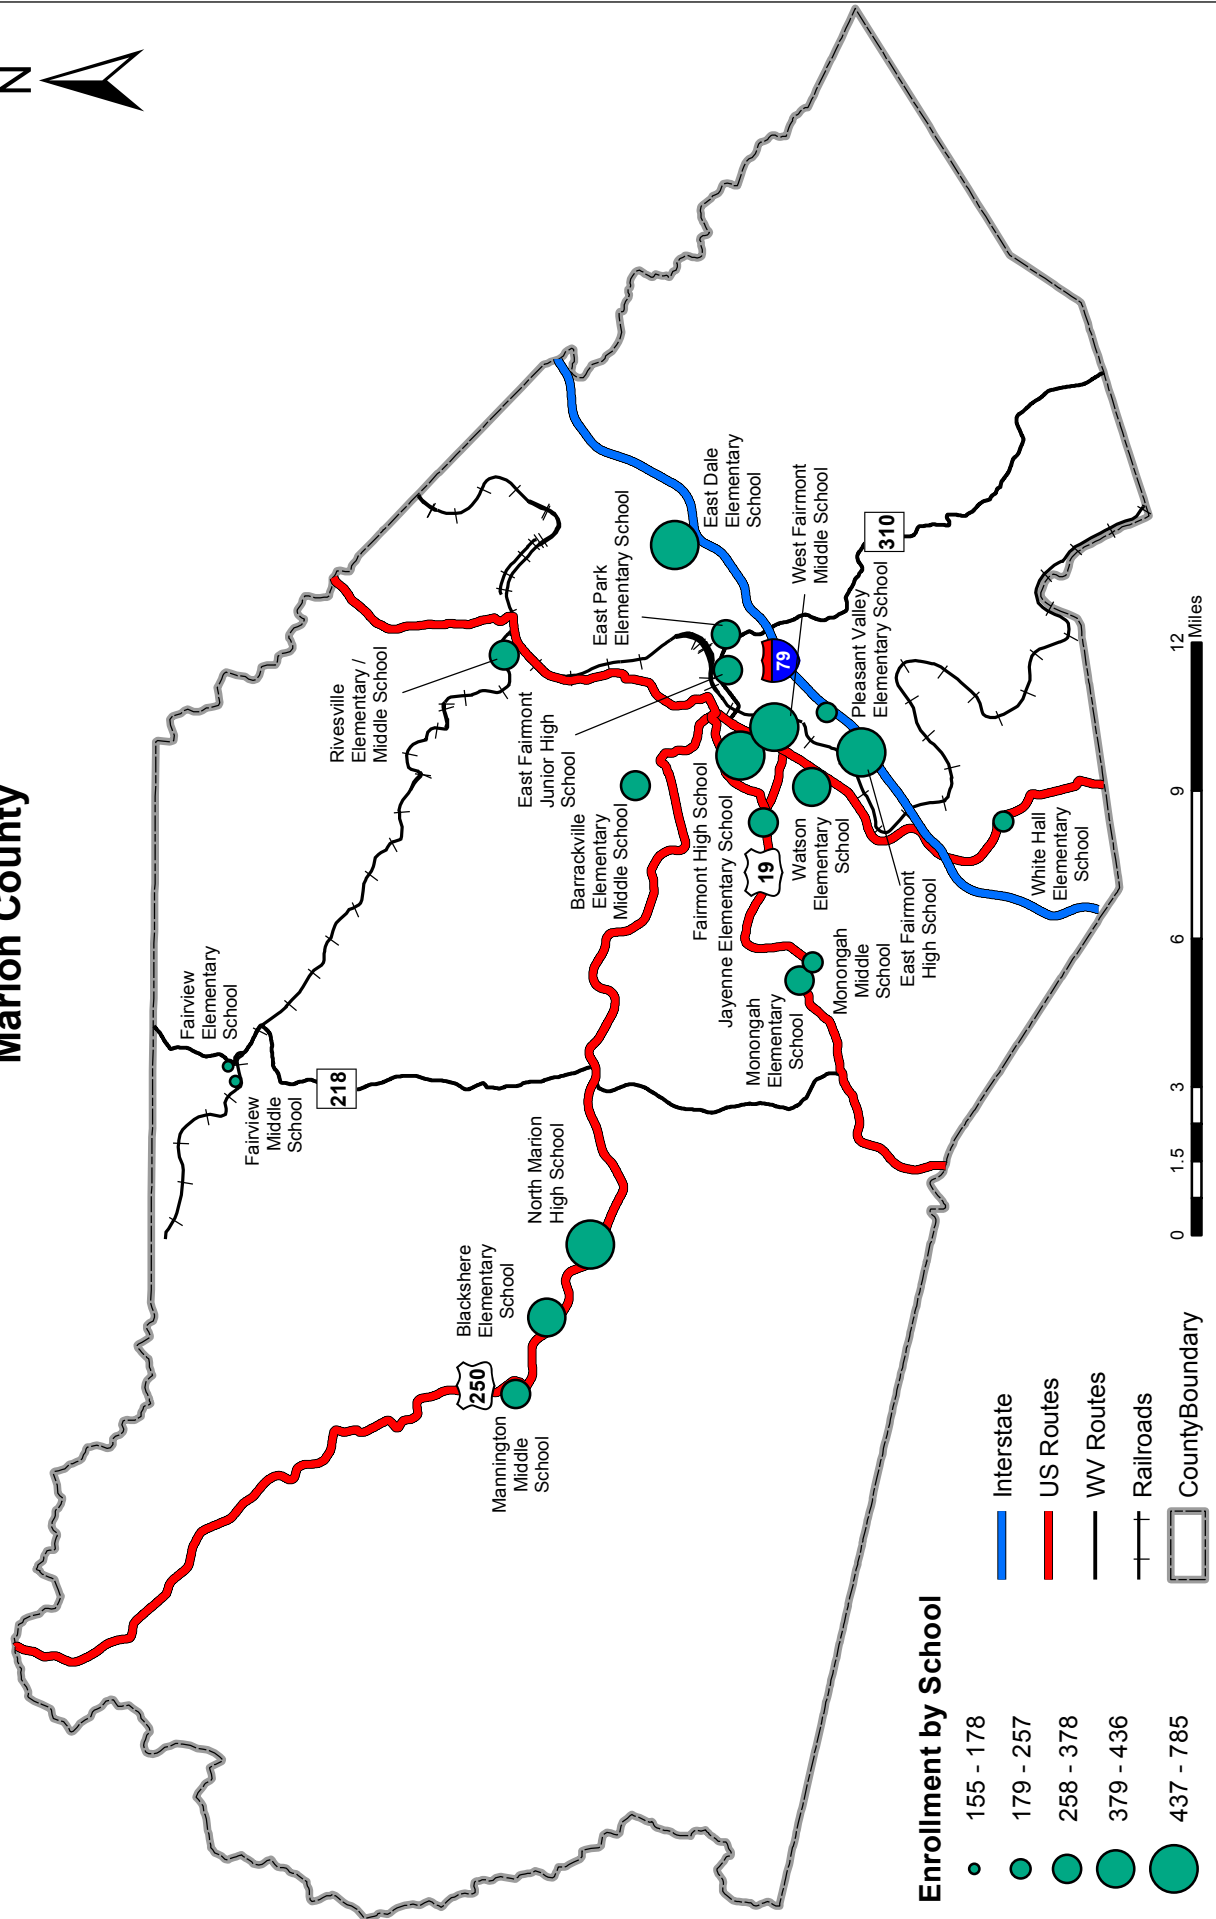 Marion County
N
Fairview
Elementary
School
Fairview
Middle
School
218
Rivesville
Elementary /
Middle School
East Fairmont
Junior High
School
East Park
Elementary School
East Dale
Elementary
School
West Fairmont
Middle School
310
79
Pleasant Valley
Elementary School
Barrackville
Elementary
Middle School
Fairmont High School
Jayenne Elementary School
19
Watson
Elementary
School
East Fairmont
High School
White Hall
Elementary
School
Monongah
Middle
School
Monongah
Elementary
School
North Marion
High School
Blackshere
Elementary
School
250
Mannington
Middle
School
Enrollment by School
155 - 178
179 - 257
258 - 378
379 - 436
437 - 785
Interstate
US Routes
WV Routes
Railroads
CountyBoundary
0 1.5 3 6 9 12
Miles